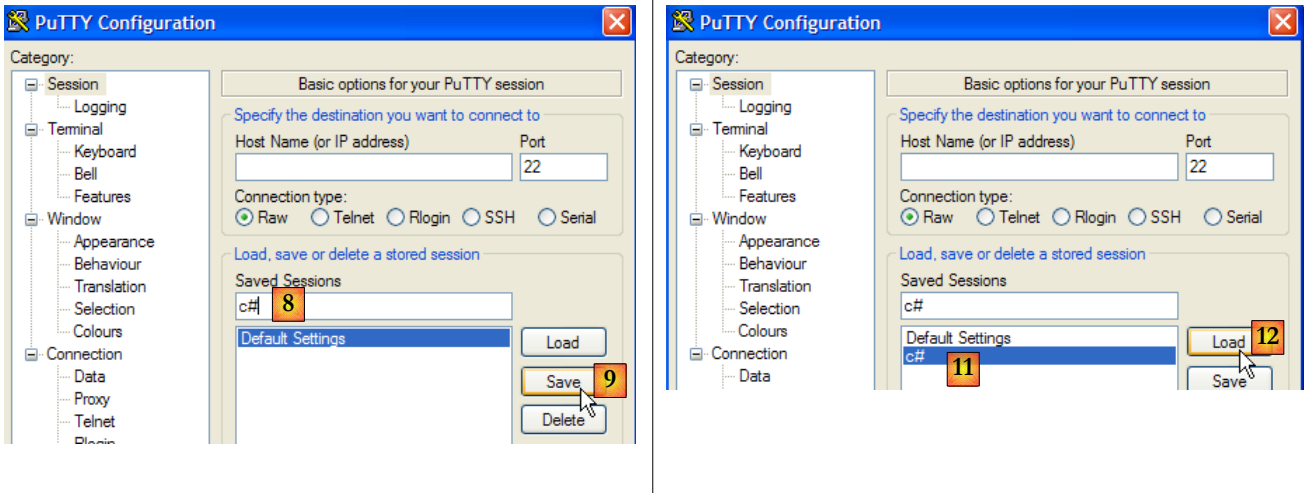 PuTTY Configuration
Category:
Session
Logging
Terminal
Keyboard
Bell
Features
Window
Appearance
Behaviour
Translation
Selection
Colours
Connection
Data
Proxy
Telnet
Rlogin
Basic options for your PuTTY session
Specify the destination you want to connect to
Host Name (or IP address) Port
22
Connection type:
Raw Telnet Rlogin SSH Serial
Load, save or delete a stored session
Saved Sessions
c# 8
Default Settings
Load
Save 9
Delete
PuTTY Configuration
Category:
Session
Logging
Terminal
Keyboard
Bell
Features
Window
Appearance
Behaviour
Translation
Selection
Colours
Connection
Data
Basic options for your PuTTY session
Specify the destination you want to connect to
Host Name (or IP address) Port
22
Connection type:
Raw Telnet Rlogin SSH Serial
Load, save or delete a stored session
Saved Sessions
c#
Default Settings
c# 11
Load 12
Save